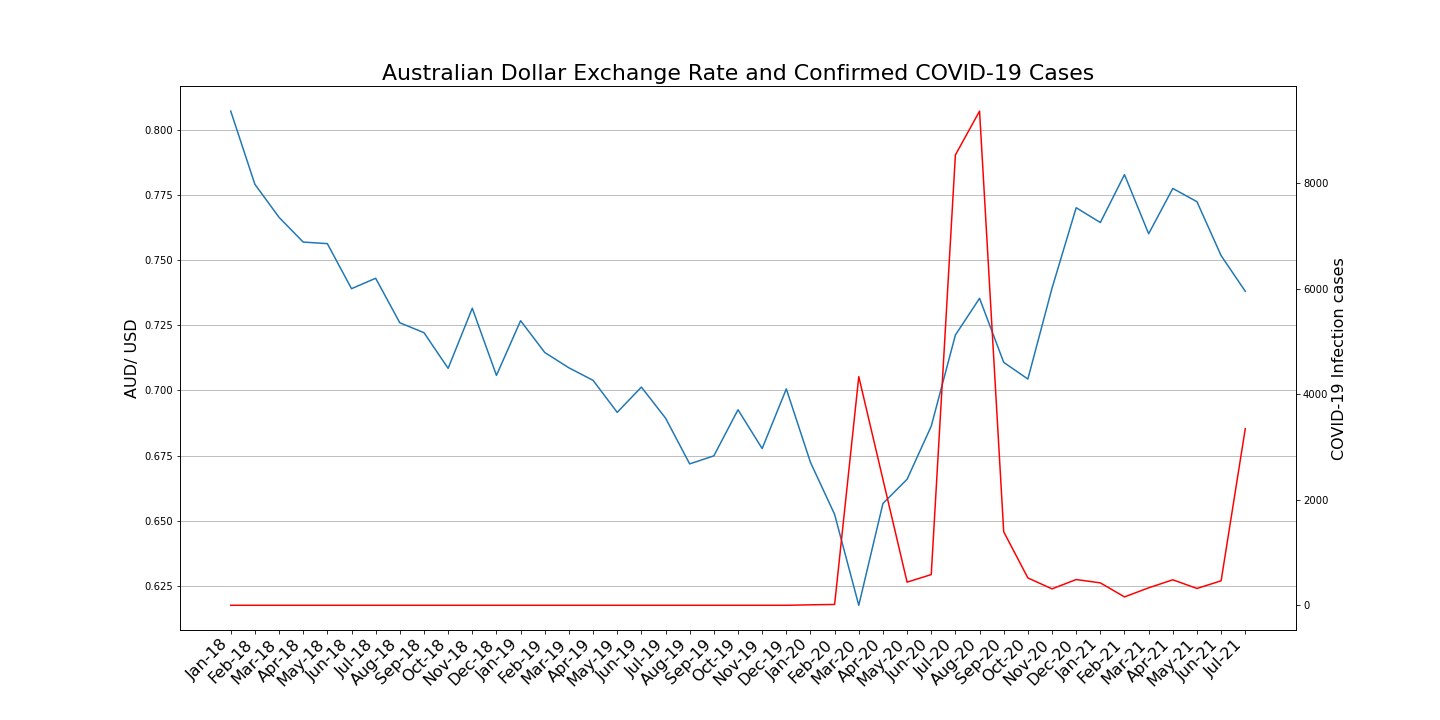 Australian Dollar Exchange Rate and Confirmed COVID-19 Cases
AUD/ USD
0.800
0.775
0.750
0.725
0.700
0.675
0.650
0.625
8000
6000
4000
2000
0
COVID-19 Infection cases
Jan-18
Feb-18
Mar-18
Apr-18
May-18
Jun-18
Jul-18
Aug-18
Sep-18
Oct-18
Nov-18
Dec-18
Jan-19
Feb-19
Mar-19
Apr-19
May-19
Jun-19
Jul-19
Aug-19
Sep-19
Oct-19
Nov-19
Dec-19
Jan-20
Feb-20
Mar-20
Apr-20
May-20
Jun-20
Jul-20
Aug-20
Sep-20
Oct-20
Nov-20
Dec-20
Jan-21
Feb-21
Mar-21
Apr-21
May-21
Jun-21
Jul-21